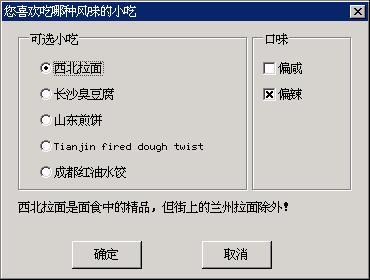 您喜欢吃哪种风味的小吃
可选小吃
西北拉面
长沙臭豆腐
山东煎饼
Tianjin fired dough twist
成都红油水饺
口味
偏咸
偏辣
西北拉面是面食中的精品，但街上的兰州拉面除外！
确定
取消